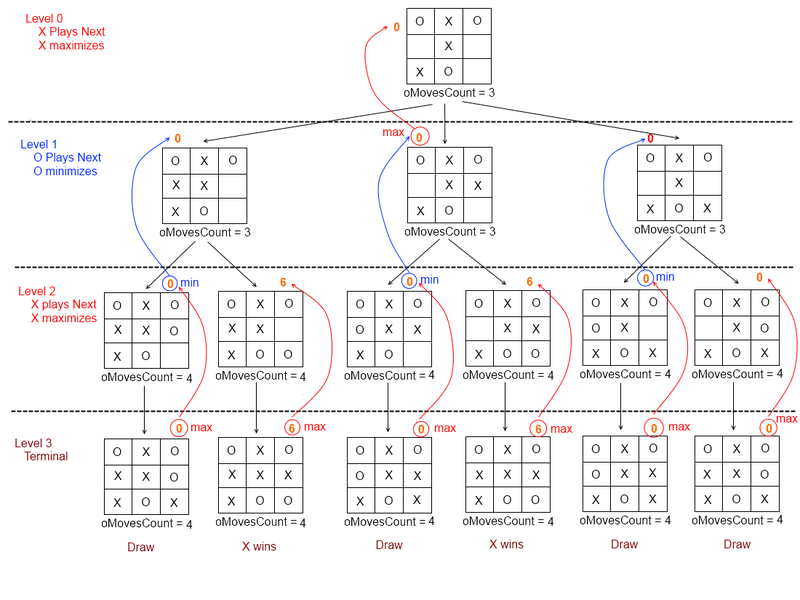 Level 0
X Plays Next
X maximizes
0
O X O
X
X O
oMovesCount = 3
Level 1
O Plays Next
O minimizes
0
max 0
0
O X O
X X
X O
oMovesCount = 3
O X O
X X
X O
oMovesCount = 3
O X O
X
X O X
oMovesCount = 3
Level 2
X plays Next
X maximizes
0 min
6
0 min
6
0 min
0
O X O
X X O
X O
oMovesCount = 4
O X O
X X
X O O
oMovesCount = 4
O X O
O X X
X O
oMovesCount = 4
O X O
X X
X O O
oMovesCount = 4
O X O
O X
X O X
oMovesCount = 4
O X O
X O
X O X
oMovesCount = 4
Level 3
Terminal
0 max
6 max
0 max
6 max
0 max
0 max
O X O
X X O
X O X
oMovesCount = 4
Draw
O X O
X X X
X O O
oMovesCount = 4
X wins
O X O
O X X
X O X
oMovesCount = 4
Draw
O X O
X X X
X O O
oMovesCount = 4
X wins
O X O
O X X
X O X
oMovesCount = 4
Draw
O X O
X X O
X O X
oMovesCount = 4
Draw